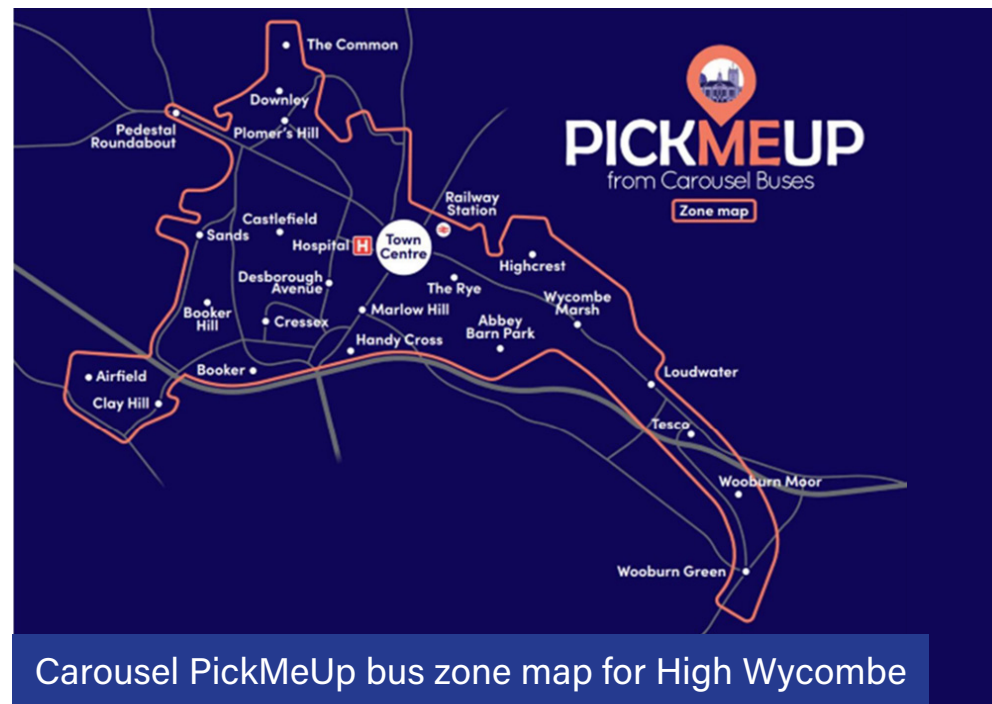 The Common
Downley
Plomer's Hill
Pedestal
Roundabout
PICKMEUP
from Carousel Buses
Zone map
Railway
Station
Castlefield
Sands
Hospital H
Town
Centre
Highcrest
Desborough
Avenue
The Rye
Wycombe
Marsh
Booker
Hill
Cressex
Marlow Hill
Abbey
Barn Park
Handy Cross
Airfield
Booker
Loudwater
Clay Hill
Tesco
Wooburn Moor
Wooburn Green
Carousel PickMeUp bus zone map for High Wycombe